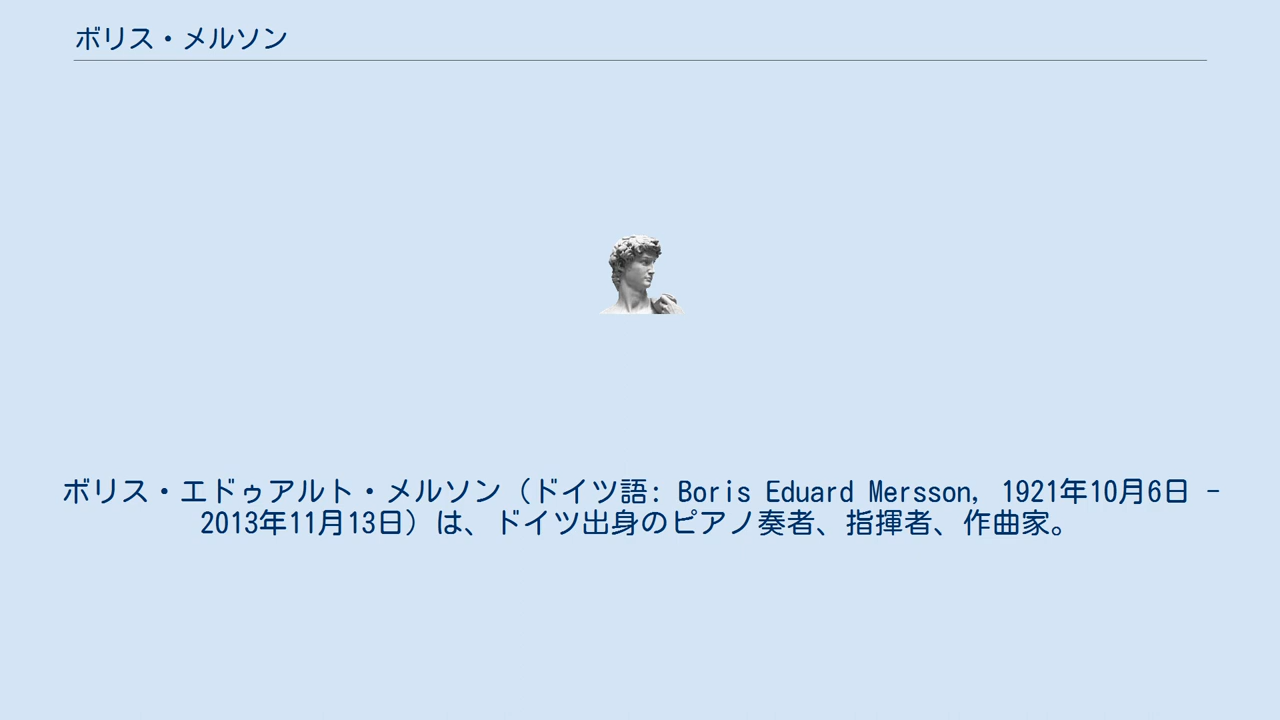 ボリス・メルソン
ボリス・エドゥアルト・メルソン（ドイツ語: Boris Eduard Mersson, 1921年10月6日 -
2013年11月13日）は、ドイツ出身のピアノ奏者、指揮者、作曲家。